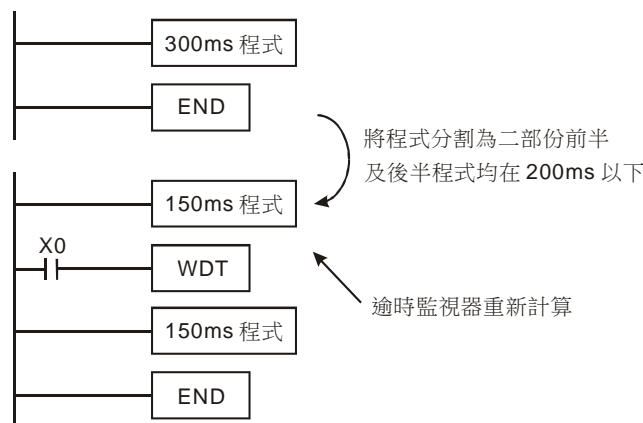 300ms 程式
END
將程式分割為二部份前半
及後半程式均在 200ms 以下
150ms 程式
X0
WDT
逾時監視器重新計算
150ms 程式
END